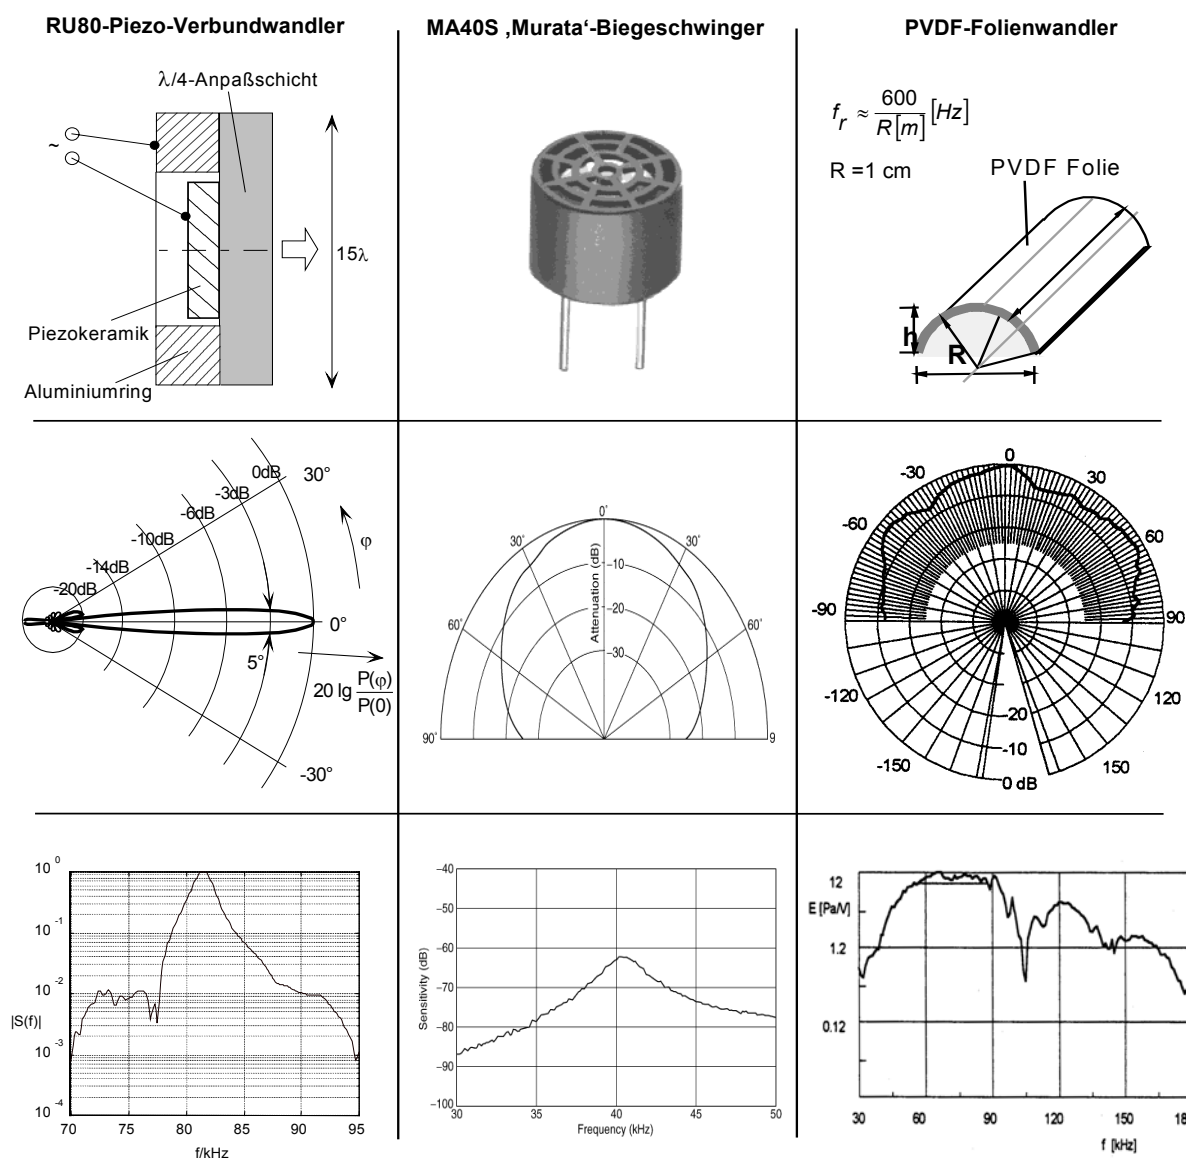 RU80-Piezo-Verbundwandler
λ/4-Anpaßschicht
~
15λ
Piezokeramik
Aluminiumring
MA40S ‚Murata‘-Biegeschwinger
PVDF-Folienwandler
f_r ≈ 600 / R[m] [Hz]
R =1 cm
PVDF Folie
h
R
0dB
30°
-3dB
-6dB
-10dB
-14dB
-20dB
φ
0°
5°
20 lg P(φ) / P(0)
-30°
0°
30° 30°
Attenuation (dB)
-10
-20
-30
60° 60°
90° 9
0
-30 30
-60 60
-90 90
-120 120
-20
-10
-150 150
0 dB
10 0
10 -1
10 -2
|S(f)|
10 -3
10 -4
70 75 80 85 90 95
f/kHz
−40
−50
−60
−70
−80
−90
−100
Sensitivity (dB)
30 35 40 45 50
Frequency (kHz)
12
E [Pa/V]
1.2
0.12
30 60 90 120 150 18
f [kHz]